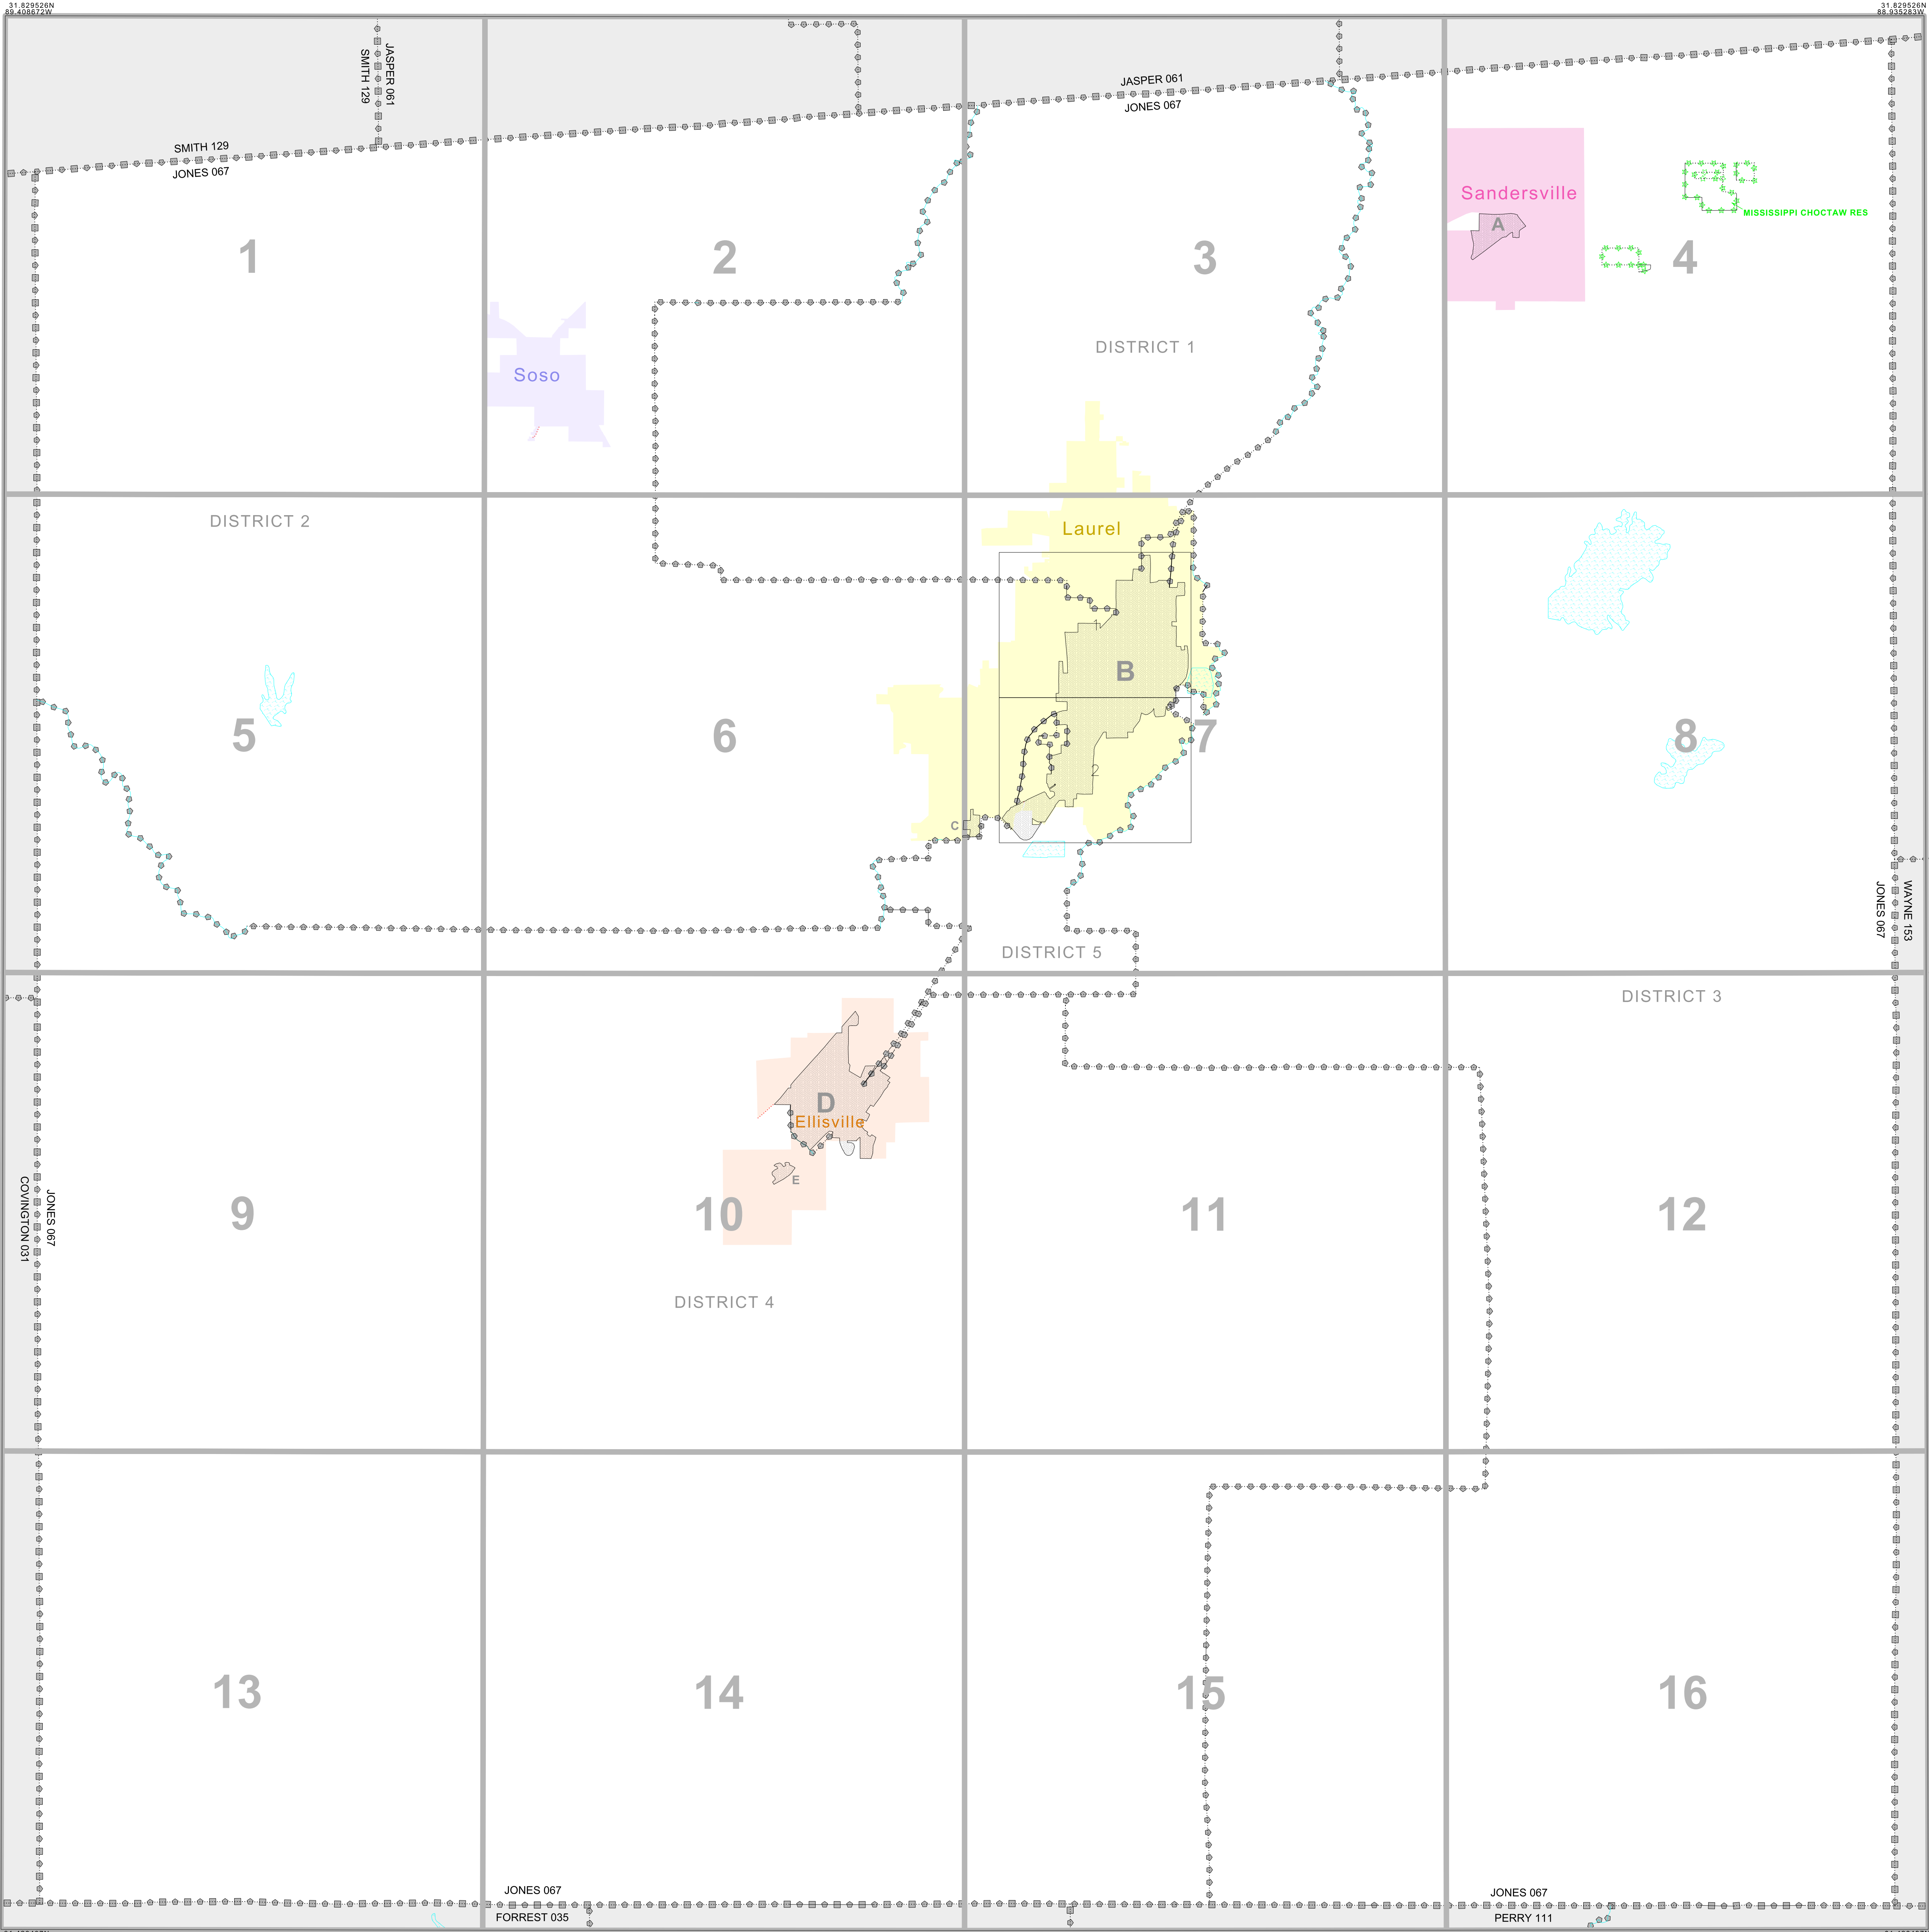 31.829526N
89.408672W
31.829526N
88.935283W
JASPER 061
SMITH 129
JASPER 061
JONES 067
SMITH 129
JONES 067
Sandersville
A
MISSISSIPPI CHOCTAW RES
1
2
3
4
DISTRICT 1
Soso
DISTRICT 2
Laurel
1
B
5
6
7
8
2
C
WAYNE 153
JONES 067
DISTRICT 5
DISTRICT 3
D
Ellisville
E
JONES 067
COVINGTON 031
9
10
11
12
DISTRICT 4
13
14
15
16
JONES 067
FORREST 035
JONES 067
PERRY 111